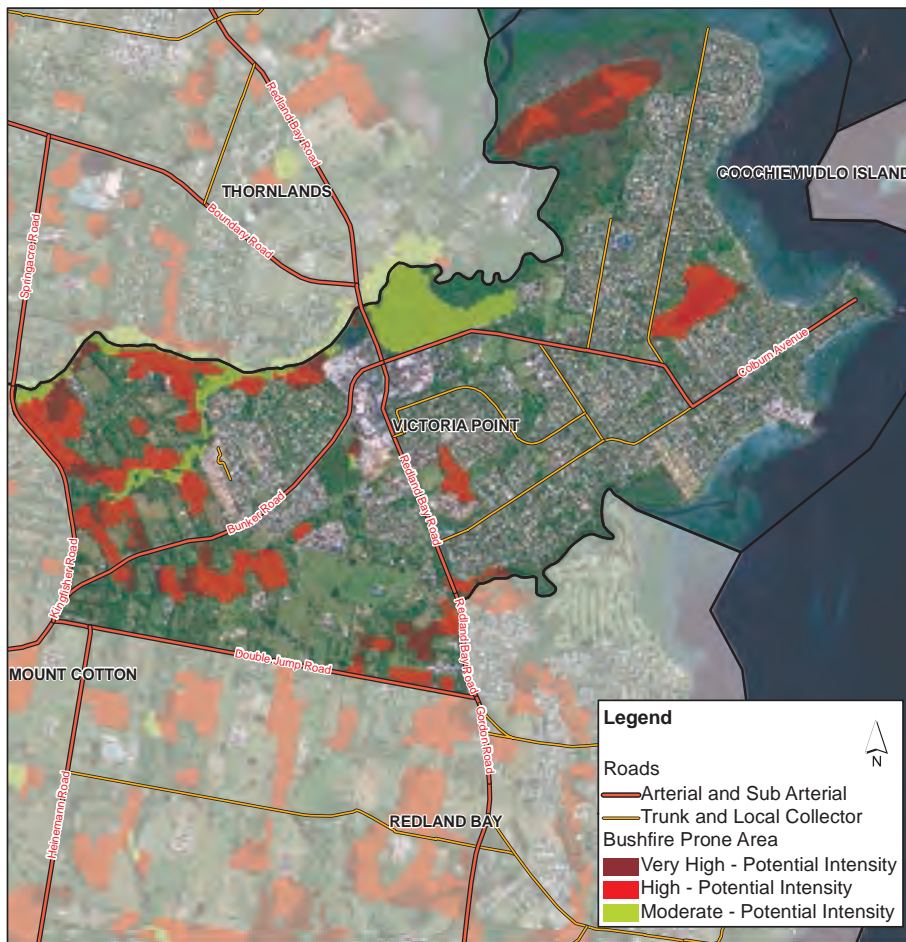 Redland Bay Road
COOCHIEMUDLO ISLAND
THORNLANDS
Boundary Road
Springacre Road
Colburn Avenue
VICTORIA POINT
Redland Bay Road
Bunker Road
Kingfisher Road
Redland Bay Road
Double Jump Road
MOUNT COTTON
Gordon Road
Heinemann Road
REDLAND BAY
Legend
N
Roads
Arterial and Sub Arterial
Trunk and Local Collector
Bushfire Prone Area
Very High - Potential Intensity
High - Potential Intensity
Moderate - Potential Intensity